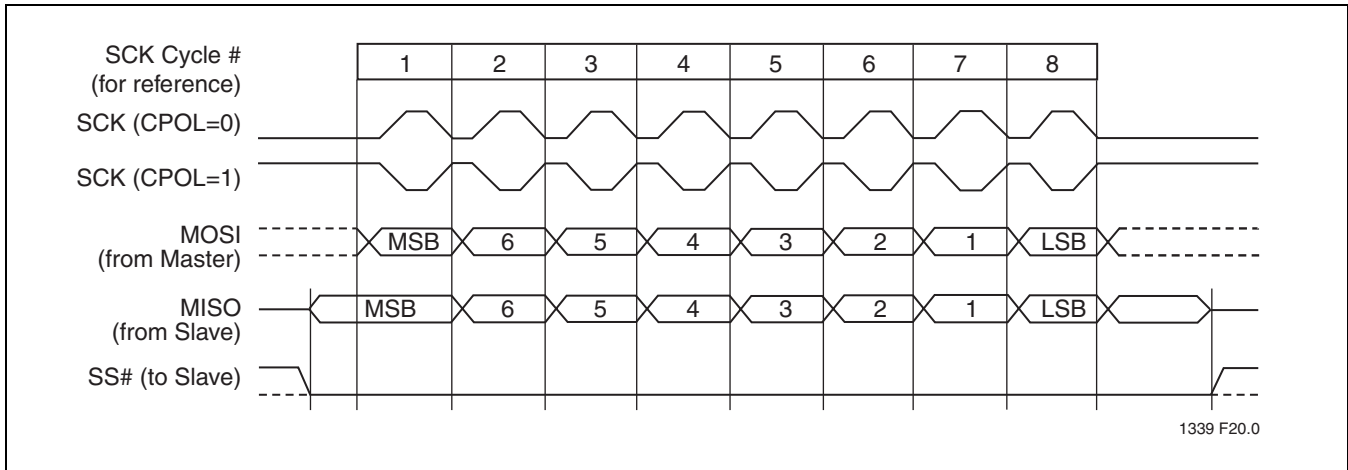 SCK Cycle #
(for reference)
1 2 3 4 5 6 7 8
SCK (CPOL=0)
SCK (CPOL=1)
MOSI
(from Master)
MSB 6 5 4 3 2 1 LSB
MISO
(from Slave)
MSB 6 5 4 3 2 1 LSB
SS# (to Slave)
1339 F20.0